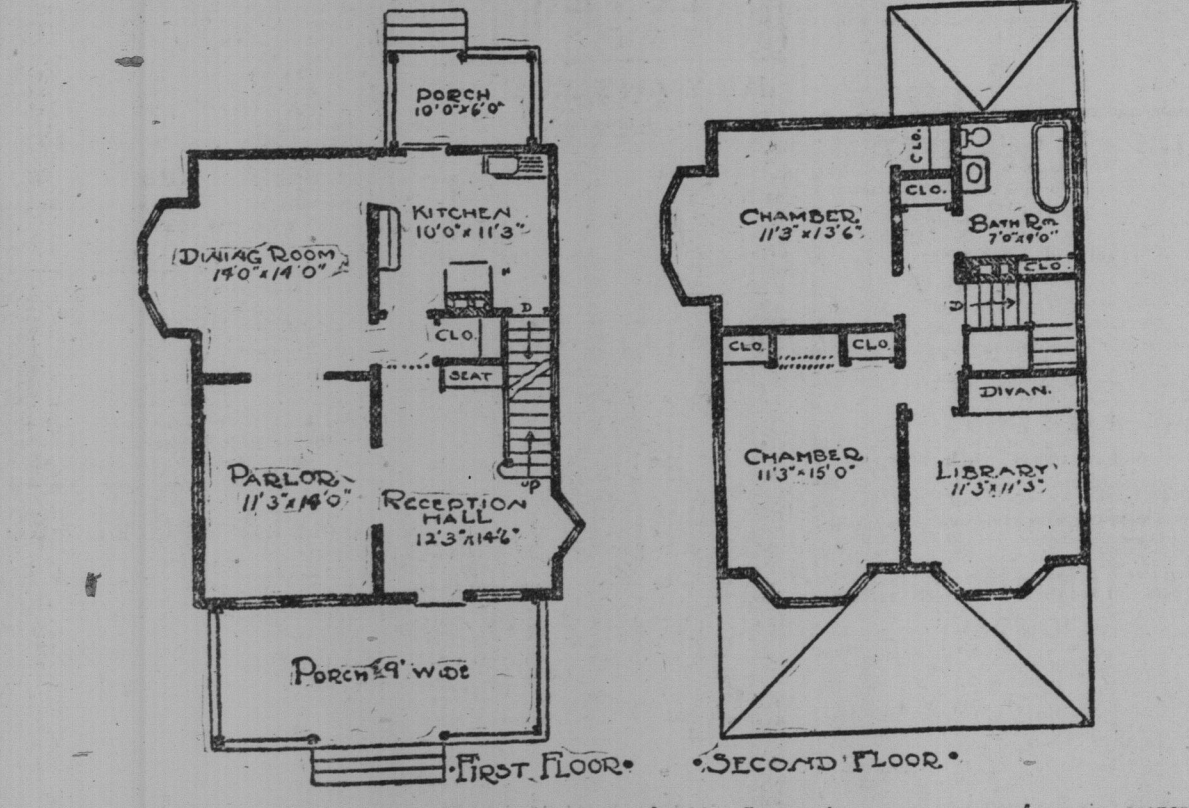 PORCH
10'0"x6'0"
KITCHEN
10'0"x11'3"
DINING ROOM
14'0"x14'0"
D
CLO.
SEAT
PARLOR
11'3"x14'0"
UP
RECEPTION
HALL
12'3"x14'6"
PORCH 9' WIDE
•FIRST FLOOR•
CLO.
CLO.
CHAMBER
11'3"x13'6"
BATH Rm.
7'0"x9'0"
CLO.
U
CLO.
CLO.
DIVAN.
CHAMBER
11'3"x15'0"
LIBRARY
11'3"x11'3"
•SECOND FLOOR•